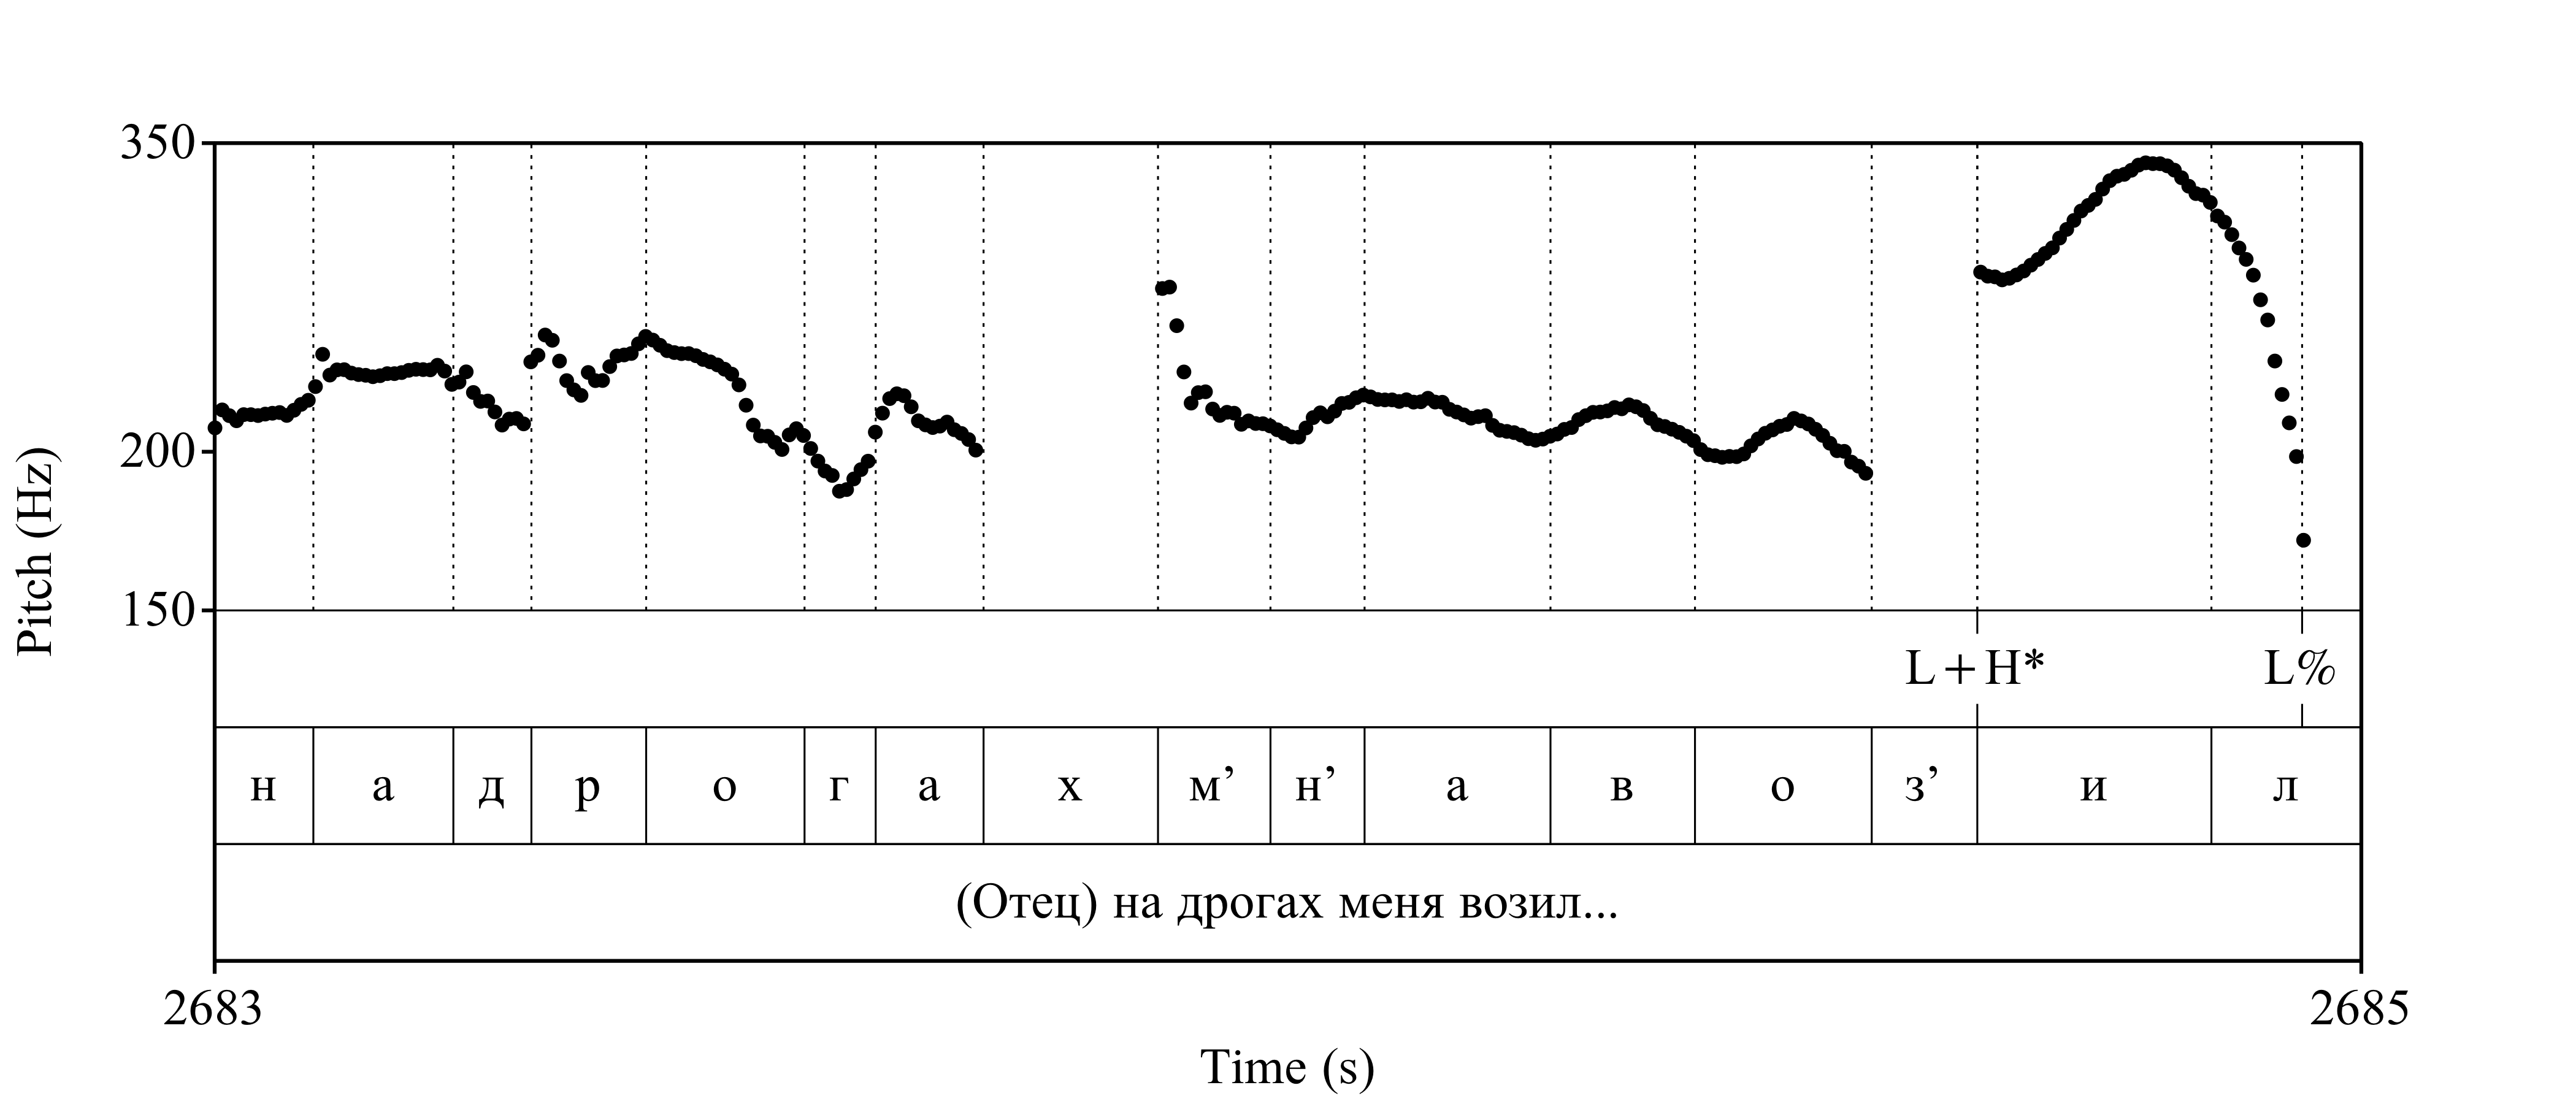 350
200
150
Pitch (Hz)
L+H* L%
н а д р о г а х м’ н’ а в о з’ и л
(Отец) на дрогах меня возил...
2683 2685
Time (s)